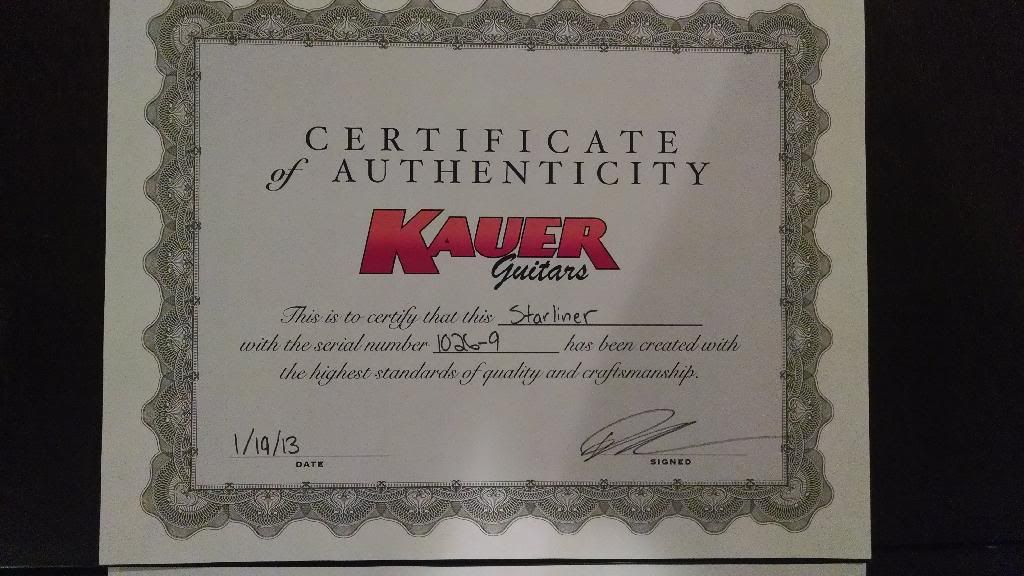 CERTIFICATE
of AUTHENTICITY
KAUER
Guitars
This is to certify that this Starliner
with the serial number 1026-9 has been created with
the highest standards of quality and craftsmanship.
1/19/13
DATE
SIGNED